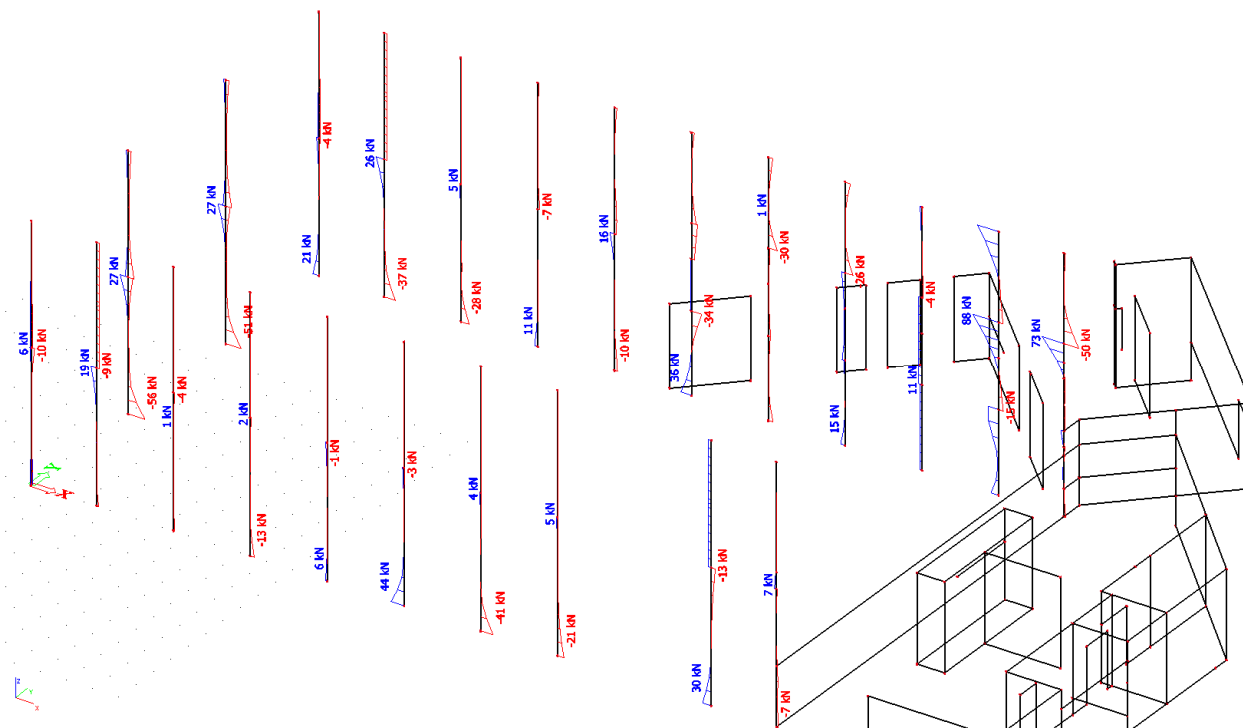 -4 kN
26 kN
5 kN
27 kN
-7 kN
16 kN
1 kN
-30 kN
27 kN
21 kN
-37 kN
-28 kN
11 kN
-51 kN
-10 kN
-34 kN
36 kN
-26 kN
15 kN
-4 kN
11 kN
88 kN
-15 kN
73 kN
-50 kN
6 kN
-10 kN
19 kN
-9 kN
-56 kN
1 kN
-4 kN
2 kN
-13 kN
-1 kN
6 kN
-3 kN
44 kN
4 kN
-41 kN
5 kN
-21 kN
-13 kN
30 kN
7 kN
-7 kN
Y
X
Z
Y
X